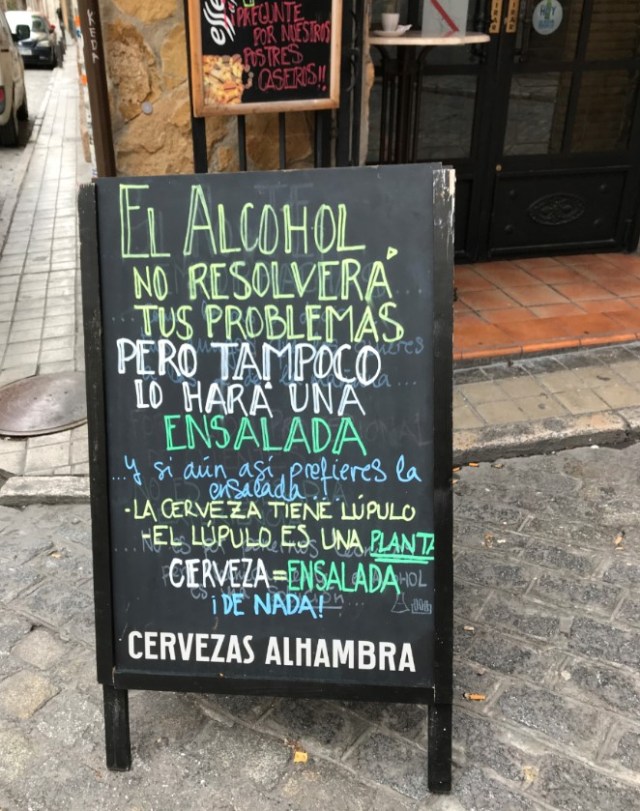 PREGUNTE
POR NUESTROS
POSTRES
CASEROS!!
EL ALCOHOL
NO RESOLVERÁ
TUS PROBLEMAS
PERO TAMPOCO
LO HARÁ UNA
ENSALADA
...y si aún así prefieres la
ensalada!!
-LA CERVEZA TIENE LÚPULO
-EL LÚPULO ES UNA PLANTA
CERVEZA=ENSALADA
¡DE NADA!
CERVEZAS ALHAMBRA